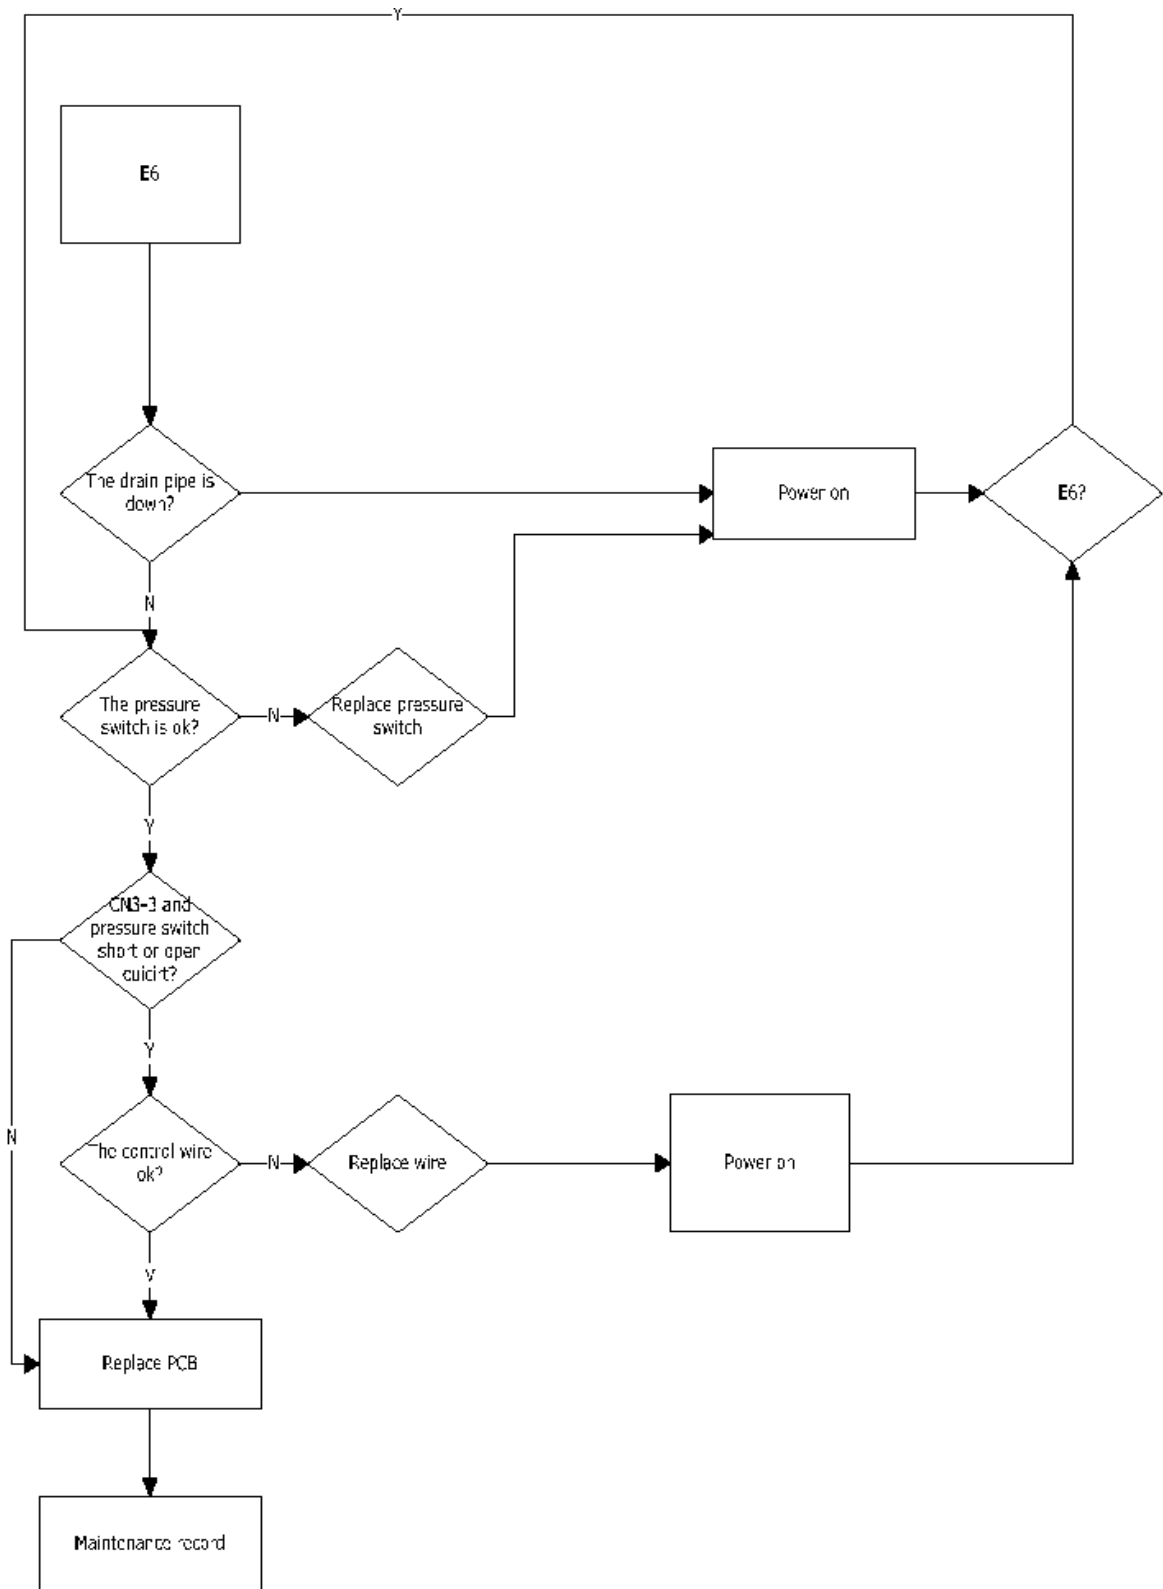 Y
E6
The drain pipe is
down?
Power on
E6?
N
The pressure
switch is ok?
N
Replace pressure
switch
Y
CN3-3 and
pressure switch
short or open
cuicirt?
Y
N
The control wire
ok?
N
Replace wire
Power on
Y
Replace PCB
Maintenance record